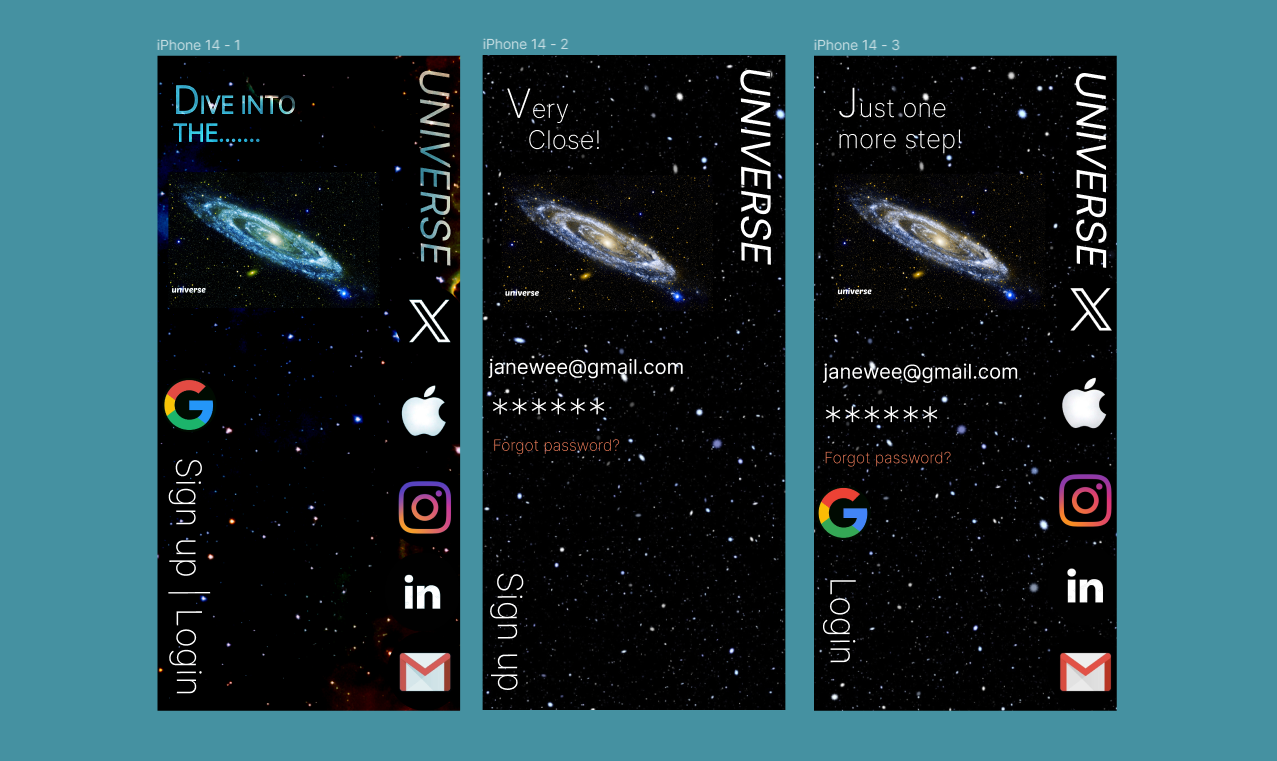 iPhone 14 - 1
DIVE INTO
THE.......
UNIVERSE
universe
Sign up | Login
iPhone 14 - 2
Very
Close!
UNIVERSE
universe
janewee@gmail.com
******
Forgot password?
Sign up
iPhone 14 - 3
Just one
more step!
UNIVERSE
universe
janewee@gmail.com
******
Forgot password?
Login
in
in